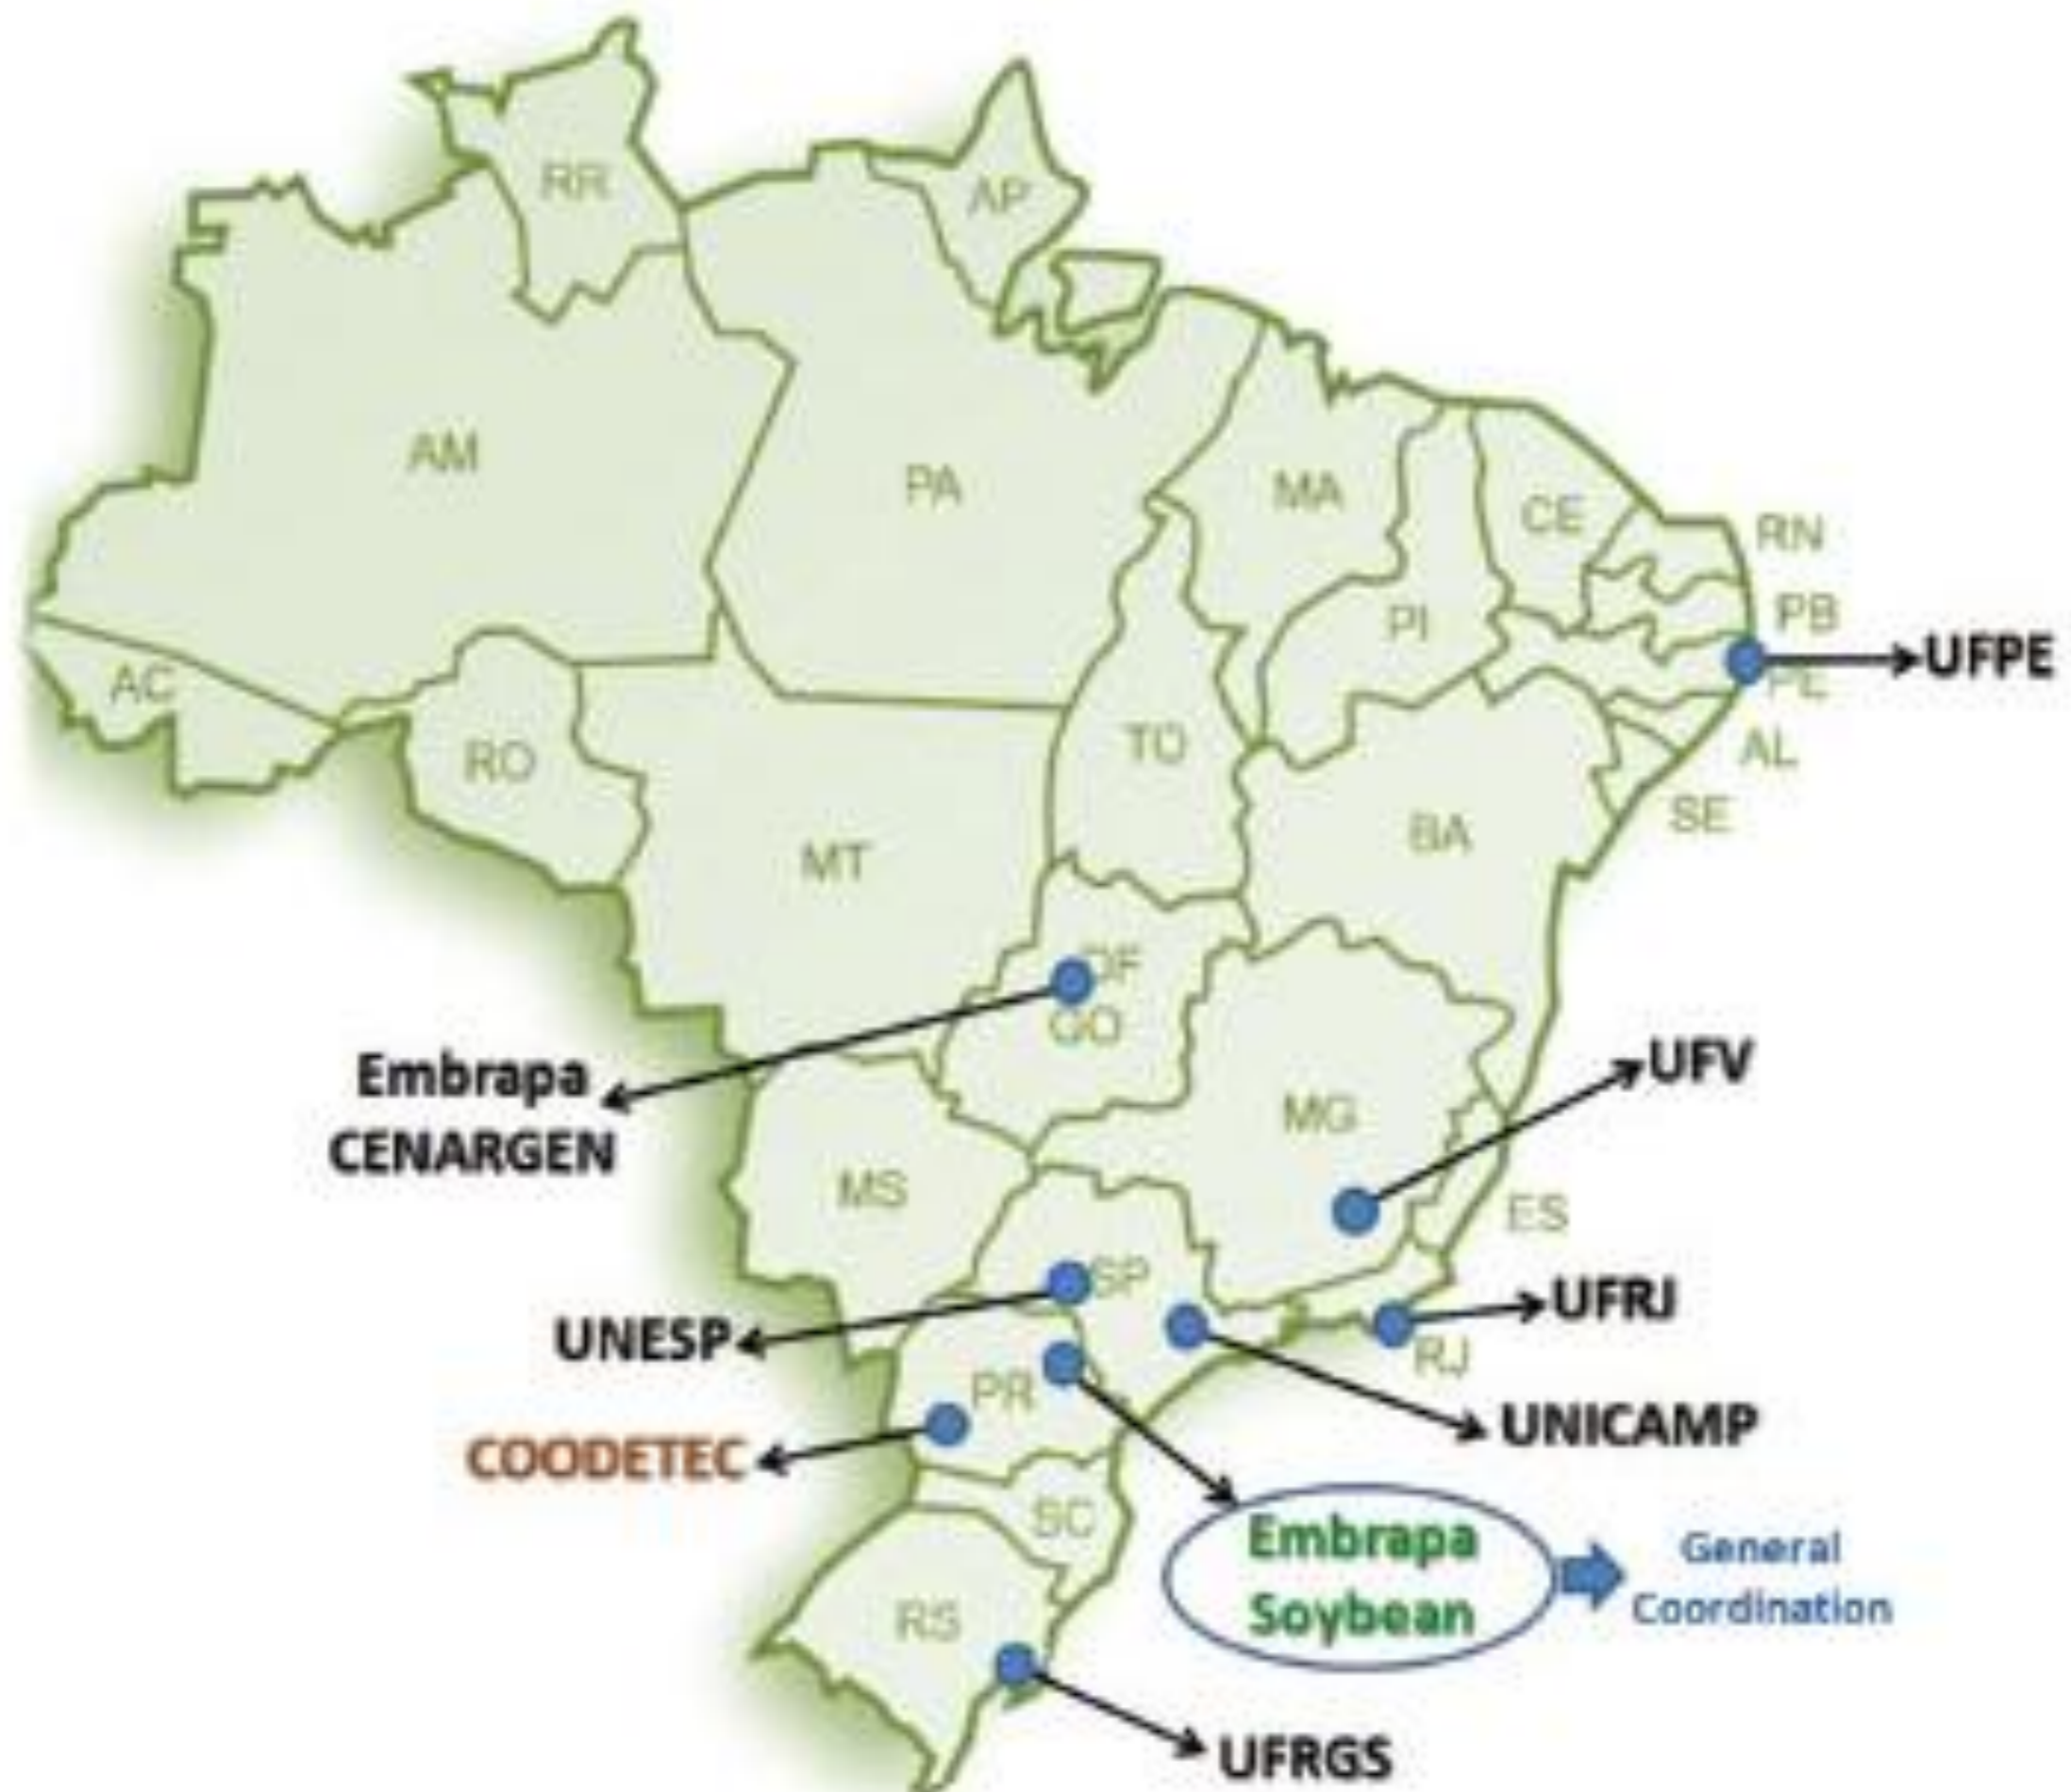 RR
AP
AM
PA
MA
CE
RN
PB
PI
UFPE
PE
AC
TO
AL
RO
SE
BA
MT
DF
GO
Embrapa
CENARGEN
UFV
MG
MS
ES
SP
UFRJ
UNESP
RJ
PR
UNICAMP
COODETEC
SC
Embrapa
Soybean
General
Coordination
RS
UFRGS